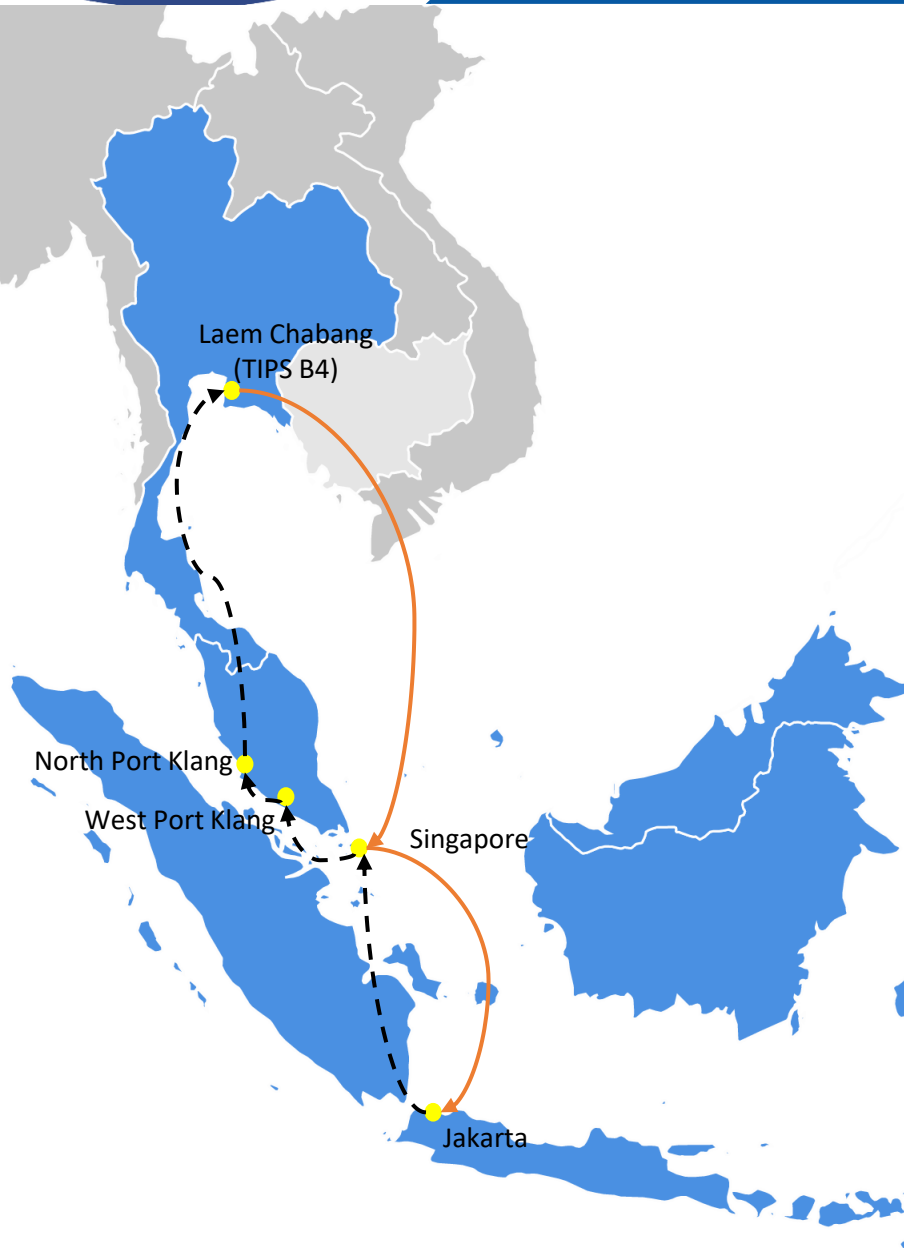 Laem Chabang
(TIPS B4)
North Port Klang
West Port Klang
Singapore
Jakarta